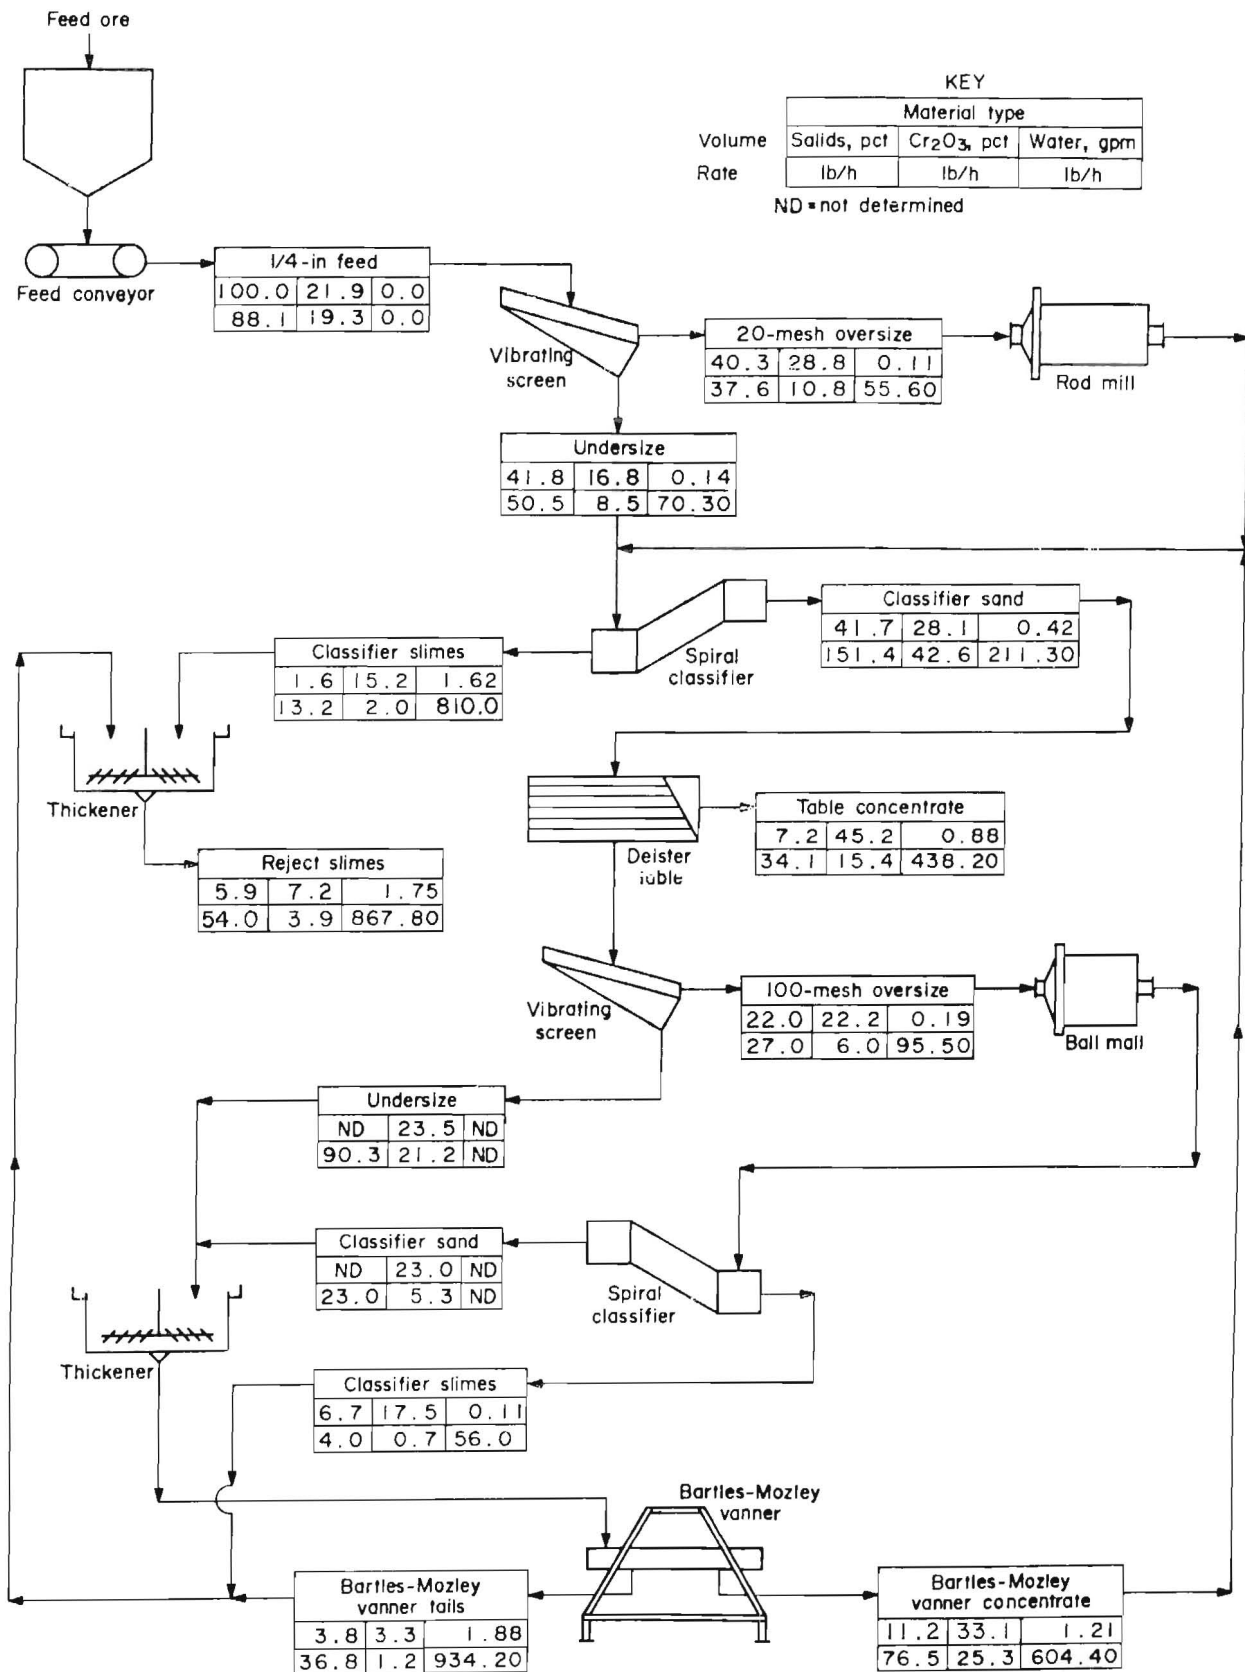 Feed ore
KEY
Material type
Volume Salids, pct Cr2O3, pct Water, gpm
Rate lb/h lb/h lb/h
ND = not determined
1/4-in feed
100.0 21.9 0.0
88.1 19.3 0.0
Feed conveyor
Vibrating
screen
20-mesh oversize
40.3 28.8 0.11
37.6 10.8 55.60
Rod mill
Undersize
41.8 16.8 0.14
50.5 8.5 70.30
Classifier sand
41.7 28.1 0.42
151.4 42.6 211.30
Spiral
classifier
Classifier slimes
1.6 15.2 1.62
13.2 2.0 810.0
Thickener
Reject slimes
5.9 7.2 1.75
54.0 3.9 867.80
Deister
table
Table concentrate
7.2 45.2 0.88
34.1 15.4 438.20
Vibrating
screen
100-mesh oversize
22.0 22.2 0.19
27.0 6.0 95.50
Ball mall
Undersize
ND 23.5 ND
90.3 21.2 ND
Classifier sand
ND 23.0 ND
23.0 5.3 ND
Spiral
classifier
Thickener
Classifier slimes
6.7 17.5 0.11
4.0 0.7 56.0
Bartles-Mozley
vanner
Bartles-Mozley
vanner tails
3.8 3.3 1.88
36.8 1.2 934.20
Bartles-Mozley
vanner concentrate
11.2 33.1 1.21
76.5 25.3 604.40